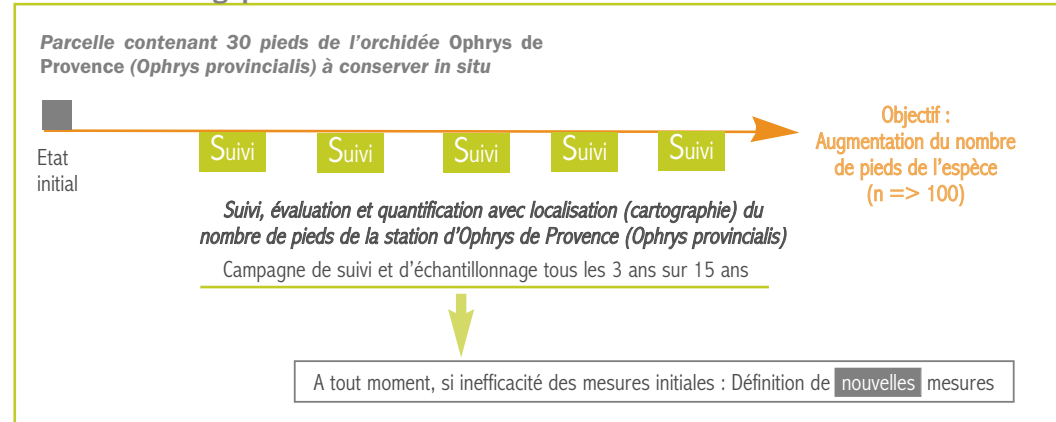 Parcelle contenant 30 pieds de l'orchidée Ophrys de
Provence (Ophrys provincialis) à conserver in situ
Etat
initial
Suivi Suivi Suivi Suivi Suivi
Objectif :
Augmentation du nombre
de pieds de l'espèce
(n => 100)
Suivi, évaluation et quantification avec localisation (cartographie) du
nombre de pieds de la station d'Ophrys de Provence (Ophrys provincialis)
Campagne de suivi et d'échantillonnage tous les 3 ans sur 15 ans
A tout moment, si inefficacité des mesures initiales : Définition de nouvelles mesures